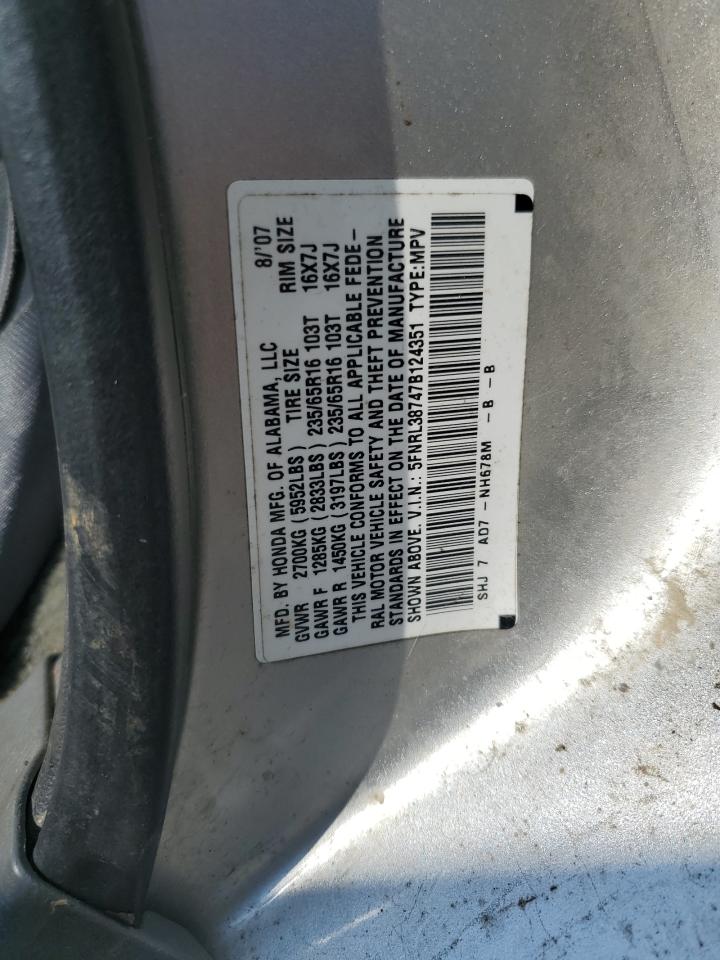 MFD. BY HONDA MFG. OF ALABAMA, LLC 8/'07
GVWR 2700KG (5952LBS) TIRE SIZE RIM SIZE
GAWR F 1285KG (2833LBS) 235/65R16 103T 16X7J
GAWR R 1450KG (3197LBS) 235/65R16 103T 16X7J
THIS VEHICLE CONFORMS TO ALL APPLICABLE FEDE-
RAL MOTOR VEHICLE SAFETY AND THEFT PREVENTION
STANDARDS IN EFFECT ON THE DATE OF MANUFACTURE
SHOWN ABOVE. V.I.N.: 5FNRL38747B124351 TYPE:MPV
SHJ 7 AD7 -NH678M -B -B